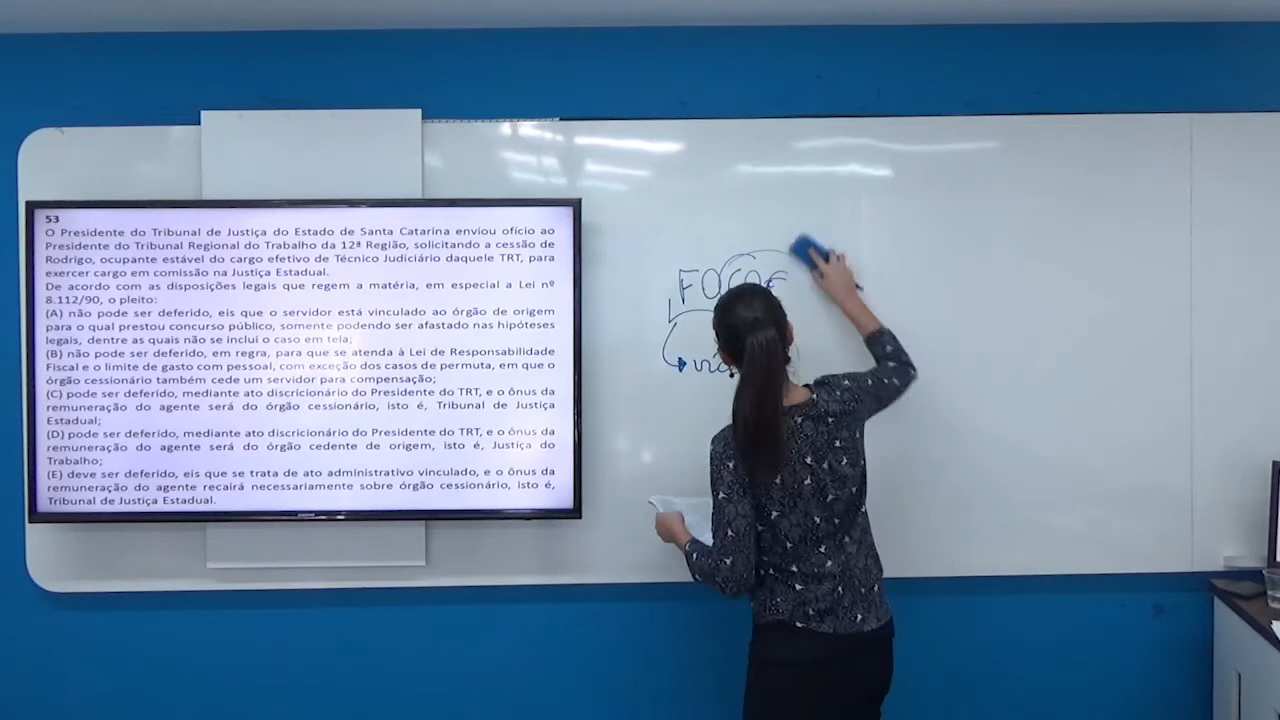 53
O Presidente do Tribunal de Justiça do Estado de Santa Catarina enviou ofício ao
Presidente do Tribunal Regional do Trabalho da 12ª Região, solicitando a cessão de
Rodrigo, ocupante estável do cargo efetivo de Técnico Judiciário daquele TRT, para
exercer cargo em comissão na Justiça Estadual.
De acordo com as disposições legais que regem a matéria, em especial a Lei nº
8.112/90, o pleito:
(A) não pode ser deferido, eis que o servidor está vinculado ao órgão de origem
para o qual prestou concurso público, somente podendo ser afastado nas hipóteses
legais, dentre as quais não se inclui o caso em tela;
(B) não pode ser deferido, em regra, para que se atenda à Lei de Responsabilidade
Fiscal e o limite de gasto com pessoal, com exceção dos casos de permuta, em que o
órgão cessionário também cede um servidor para compensação;
(C) pode ser deferido, mediante ato discricionário do Presidente do TRT, e o ônus da
remuneração do agente será do órgão cessionário, isto é, Tribunal de Justiça
Estadual;
(D) pode ser deferido, mediante ato discricionário do Presidente do TRT, e o ônus da
remuneração do agente será do órgão cedente de origem, isto é, Justiça do
Trabalho;
(E) deve ser deferido, eis que se trata de ato administrativo vinculado, e o ônus da
remuneração do agente recairá necessariamente sobre órgão cessionário, isto é,
Tribunal de Justiça Estadual.